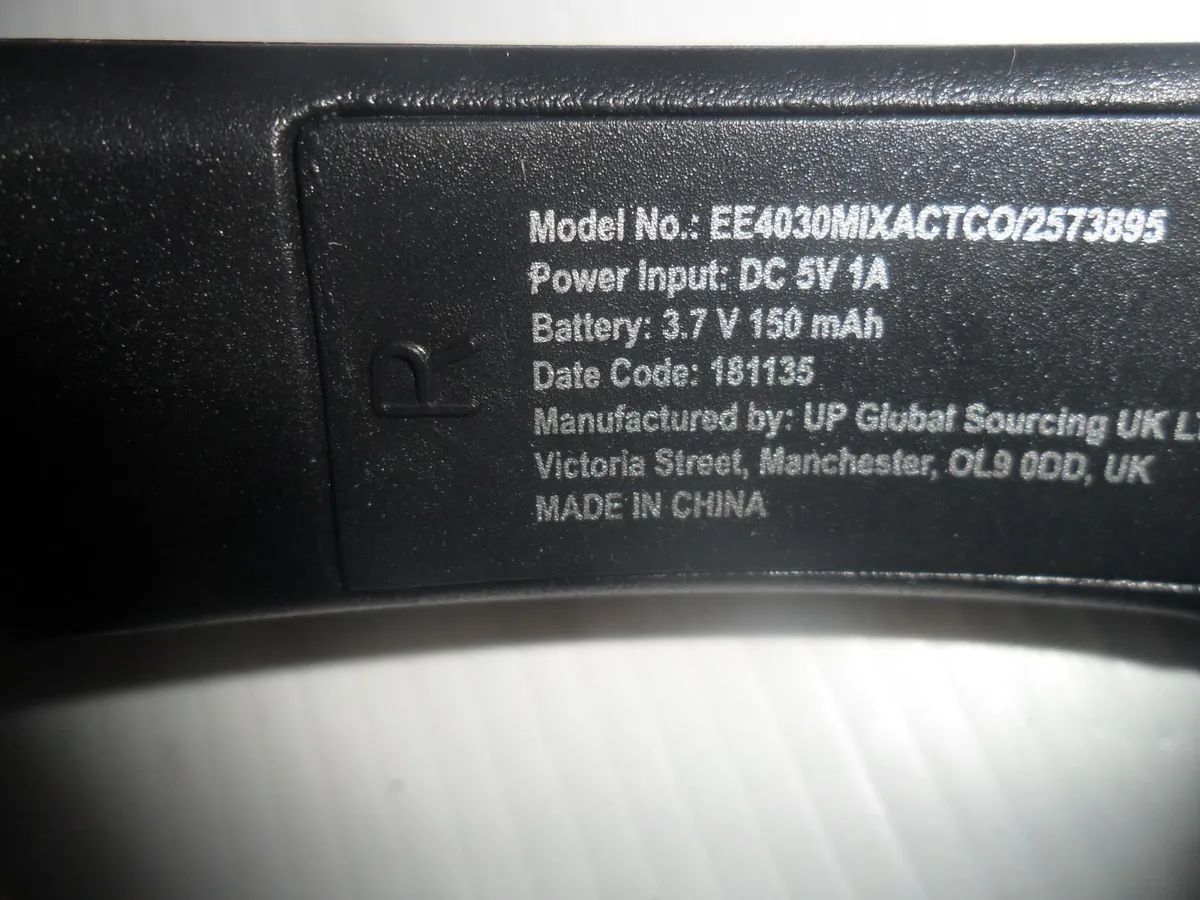 Model No.: EE4030MIXACTCO/2573895
Power Input: DC 5V 1A
Battery: 3.7 V 150 mAh
Date Code: 181135
Manufactured by: UP Global Sourcing UK
Victoria Street, Manchester, OL9 0DD, UK
MADE IN CHINA
R